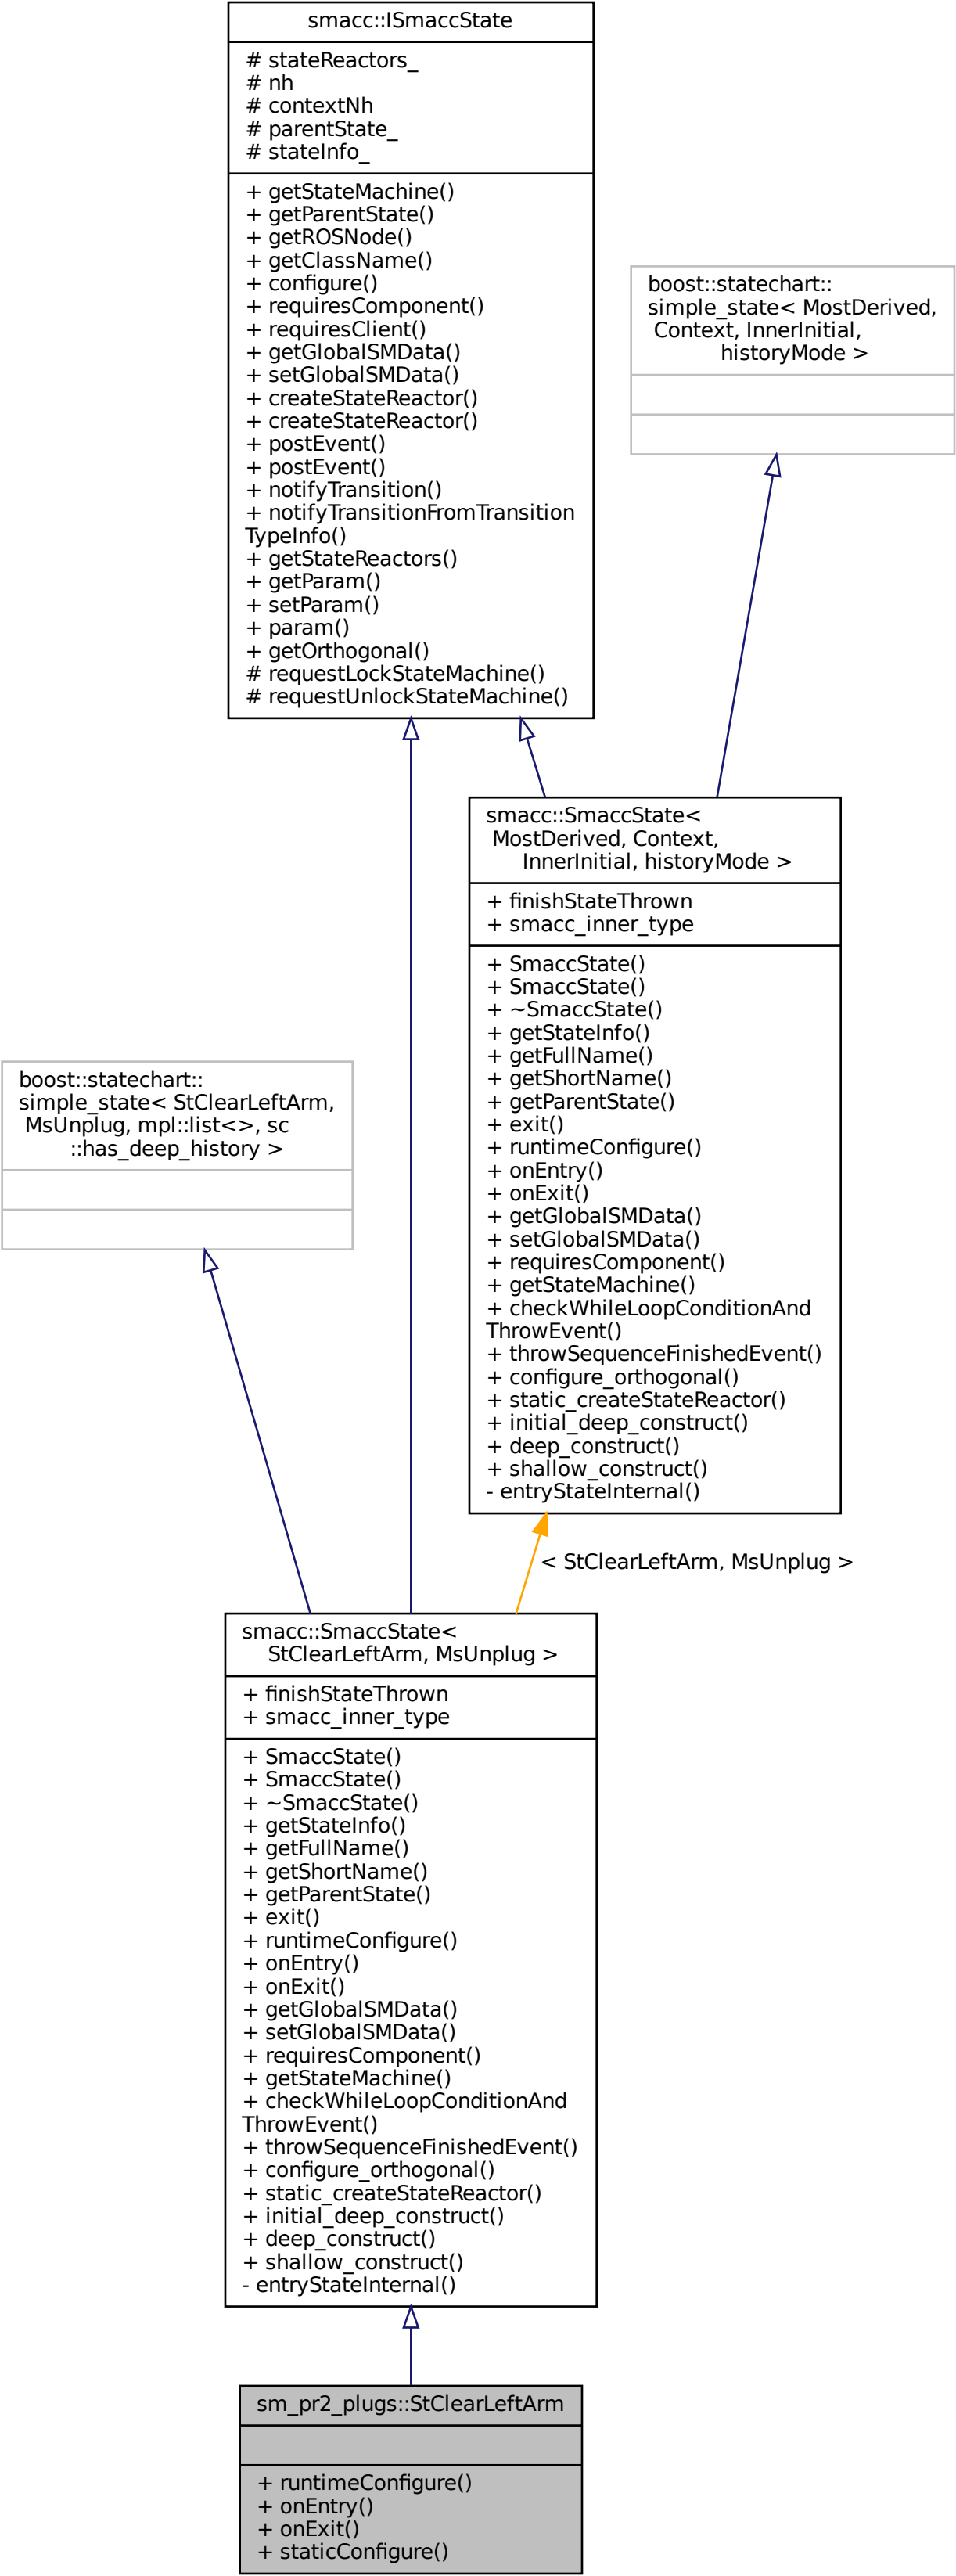 smacc::ISmaccState
# stateReactors_
# nh
# contextNh
# parentState_
# stateInfo_
+ getStateMachine()
+ getParentState()
+ getROSNode()
+ getClassName()
+ configure()
+ requiresComponent()
+ requiresClient()
+ getGlobalSMData()
+ setGlobalSMData()
+ createStateReactor()
+ createStateReactor()
+ postEvent()
+ postEvent()
+ notifyTransition()
+ notifyTransitionFromTransition
TypeInfo()
+ getStateReactors()
+ getParam()
+ setParam()
+ param()
+ getOrthogonal()
# requestLockStateMachine()
# requestUnlockStateMachine()
boost::statechart::
simple_state< MostDerived,
Context, InnerInitial,
historyMode >
smacc::SmaccState<
MostDerived, Context,
InnerInitial, historyMode >
+ finishStateThrown
+ smacc_inner_type
+ SmaccState()
+ SmaccState()
+ ~SmaccState()
+ getStateInfo()
+ getFullName()
+ getShortName()
+ getParentState()
+ exit()
+ runtimeConfigure()
+ onEntry()
+ onExit()
+ getGlobalSMData()
+ setGlobalSMData()
+ requiresComponent()
+ getStateMachine()
+ checkWhileLoopConditionAnd
ThrowEvent()
+ throwSequenceFinishedEvent()
+ configure_orthogonal()
+ static_createStateReactor()
+ initial_deep_construct()
+ deep_construct()
+ shallow_construct()
- entryStateInternal()
boost::statechart::
simple_state< StClearLeftArm,
MsUnplug, mpl::list<>, sc
::has_deep_history >
< StClearLeftArm, MsUnplug >
smacc::SmaccState<
StClearLeftArm, MsUnplug >
+ finishStateThrown
+ smacc_inner_type
+ SmaccState()
+ SmaccState()
+ ~SmaccState()
+ getStateInfo()
+ getFullName()
+ getShortName()
+ getParentState()
+ exit()
+ runtimeConfigure()
+ onEntry()
+ onExit()
+ getGlobalSMData()
+ setGlobalSMData()
+ requiresComponent()
+ getStateMachine()
+ checkWhileLoopConditionAnd
ThrowEvent()
+ throwSequenceFinishedEvent()
+ configure_orthogonal()
+ static_createStateReactor()
+ initial_deep_construct()
+ deep_construct()
+ shallow_construct()
- entryStateInternal()
sm_pr2_plugs::StClearLeftArm
+ runtimeConfigure()
+ onEntry()
+ onExit()
+ staticConfigure()